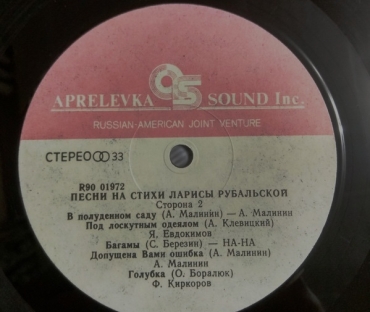 APRELEVKA SOUND Inc.
RUSSIAN-AMERICAN JOINT VENTURE
СТЕРЕО 33
R90 01972
ПЕСНИ НА СТИХИ ЛАРИСЫ РУБАЛЬСКОЙ
Сторона 2
В полуденном саду (А. Малинин) — А. Малинин
Под лоскутным одеялом (А. Клевицкий)
Я. Евдокимов
Багамы (С. Березин) — НА-НА
Допущена Вами ошибка (А. Малинин)
А. Малинин
Голубка (О. Боралюк)
Ф. Киркоров